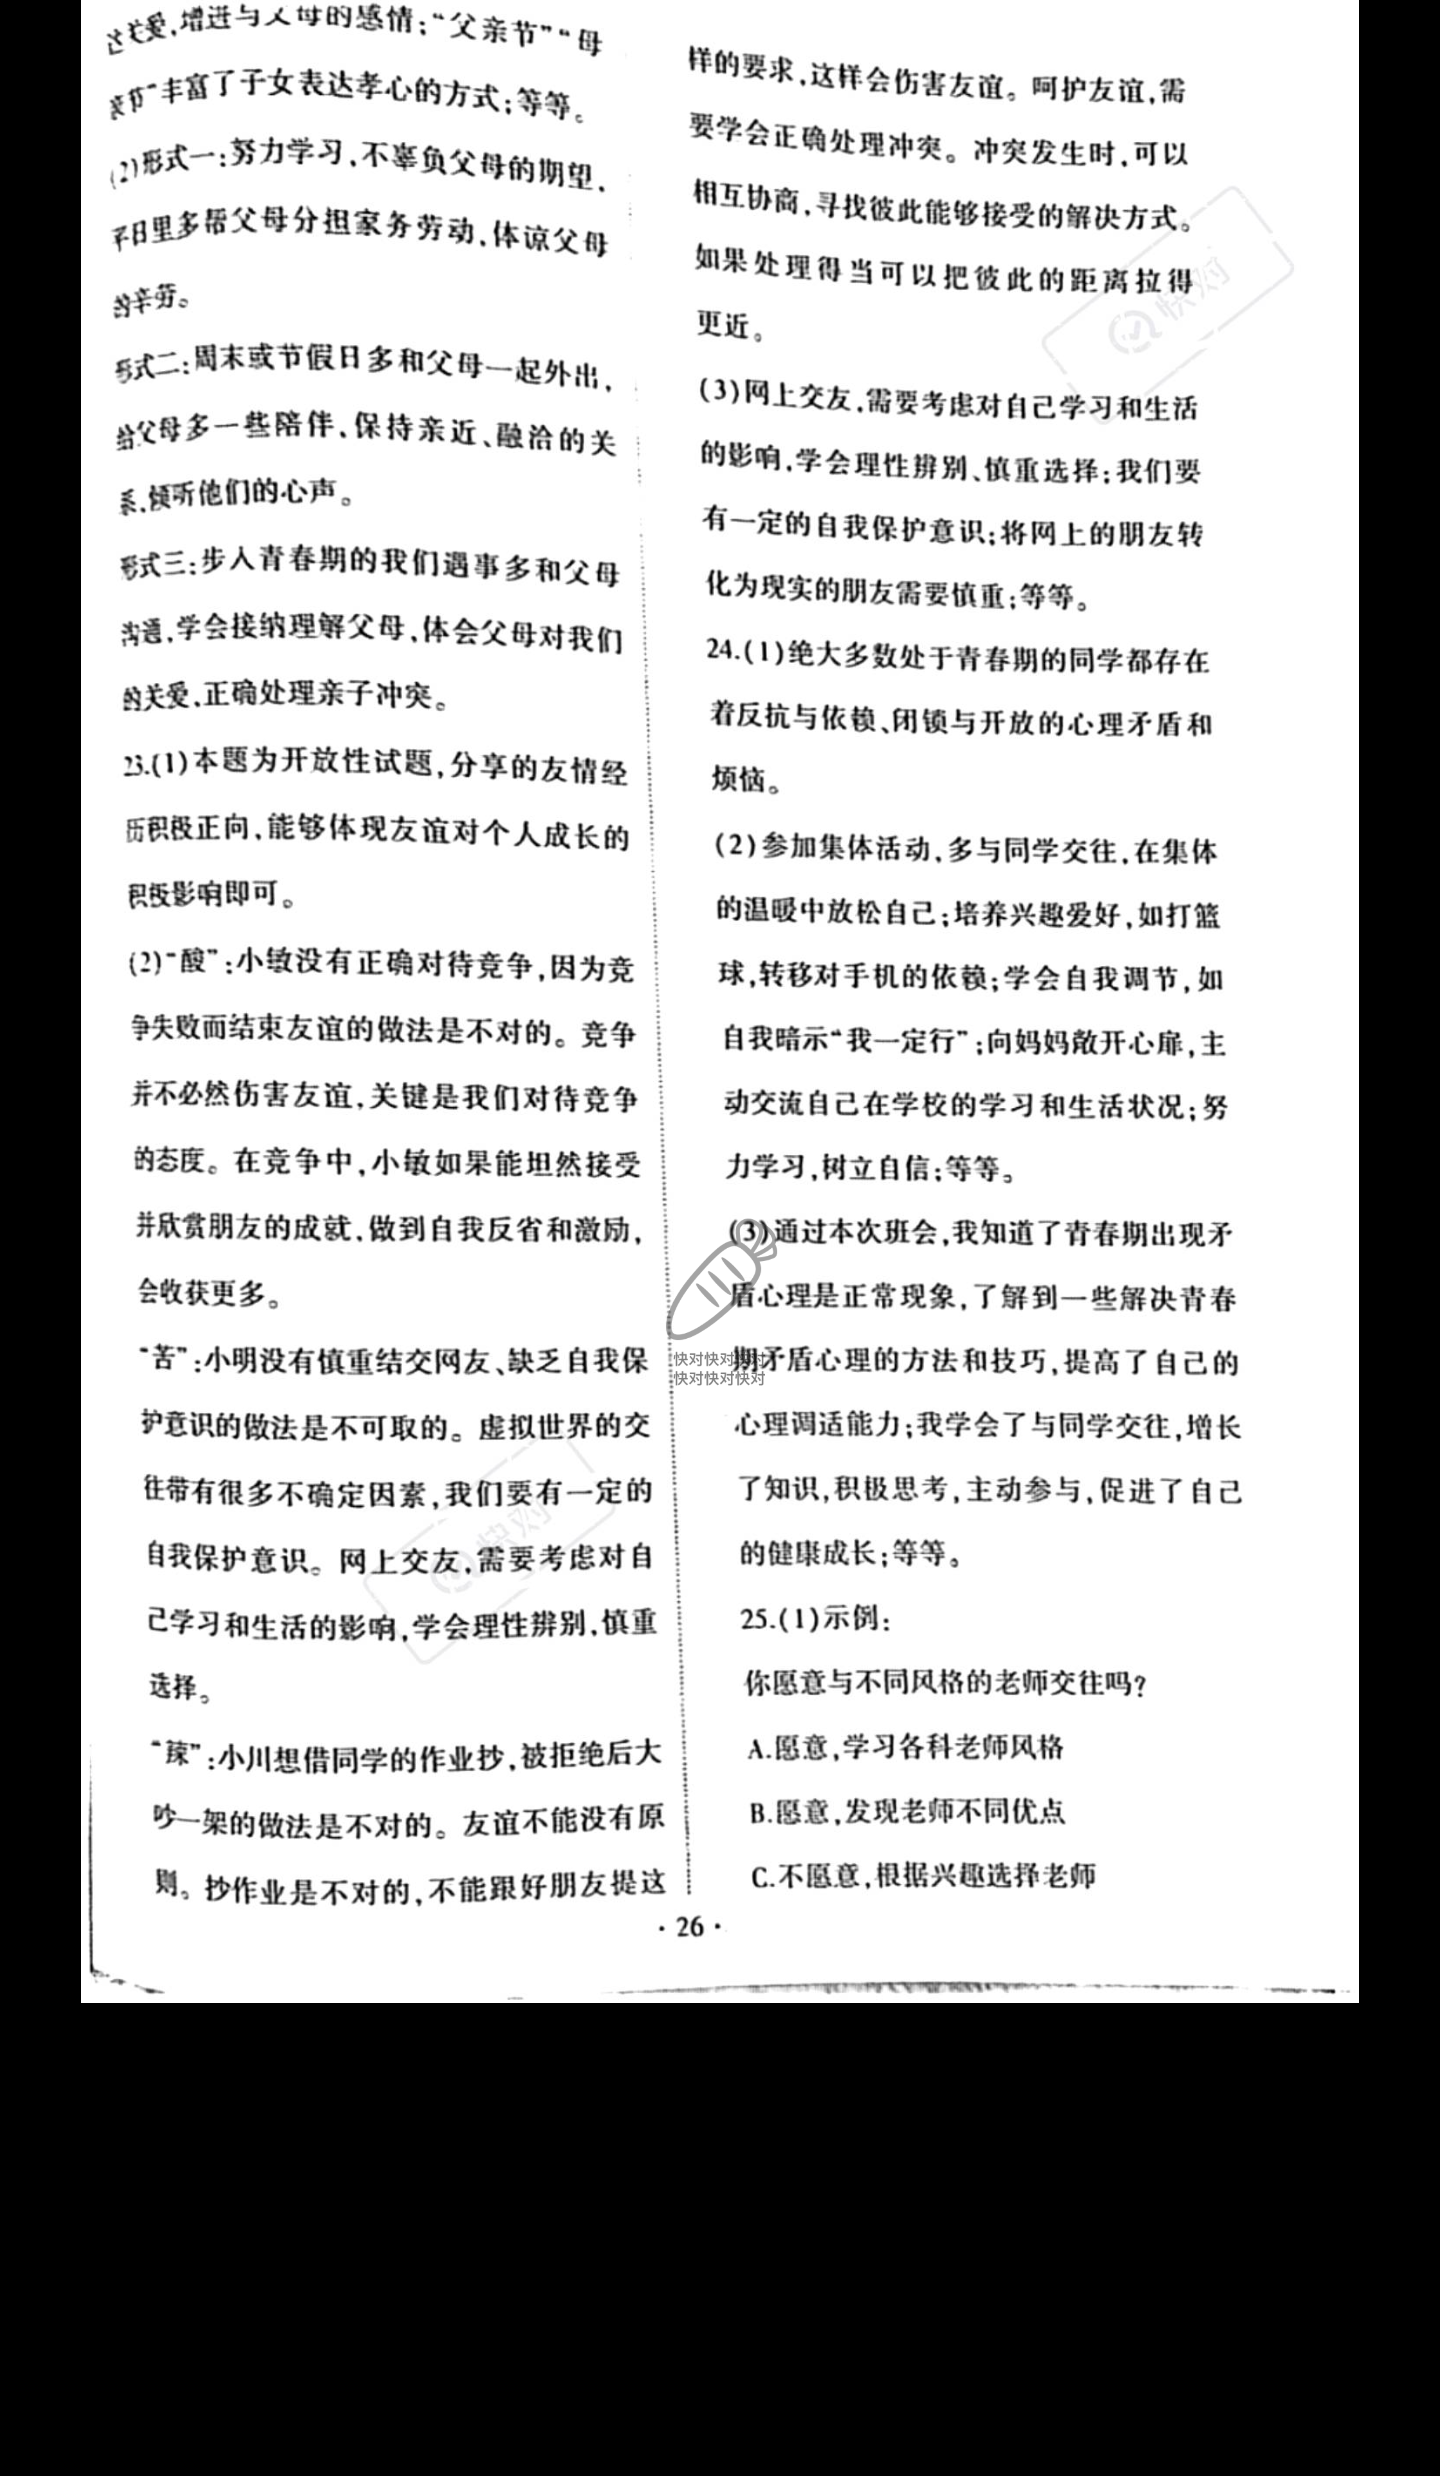 关爱,增进与父母的感情;“父亲节”“母
亲节”丰富了子女表达孝心的方式;等等。
(2)形式一:努力学习,不辜负父母的期望,
平日里多帮父母分担家务劳动,体谅父母
的辛劳。
形式二:周末或节假日多和父母一起外出,
给父母多一些陪伴,保持亲近、融洽的关
系,倾听他们的心声。
形式三:步入青春期的我们遇事多和父母
沟通,学会接纳理解父母,体会父母对我们
的关爱,正确处理亲子冲突。
23.(1)本题为开放性试题,分享的友情经
历积极正向,能够体现友谊对个人成长的
积极影响即可。
(2)“酸”:小敏没有正确对待竞争,因为竞
争失败而结束友谊的做法是不对的。竞争
并不必然伤害友谊,关键是我们对待竞争
的态度。在竞争中,小敏如果能坦然接受
并欣赏朋友的成就,做到自我反省和激励,
会收获更多。
“苦”:小明没有慎重结交网友、缺乏自我保
护意识的做法是不可取的。虚拟世界的交
往带有很多不确定因素,我们要有一定的
自我保护意识。网上交友,需要考虑对自
己学习和生活的影响,学会理性辨别,慎重
选择。
“辣”:小川想借同学的作业抄,被拒绝后大
吵一架的做法是不对的。友谊不能没有原
则。抄作业是不对的,不能跟好朋友提这
样的要求,这样会伤害友谊。呵护友谊,需
要学会正确处理冲突。冲突发生时,可以
相互协商,寻找彼此能够接受的解决方式。
如果处理得当可以把彼此的距离拉得
更近。
(3)网上交友,需要考虑对自己学习和生活
的影响,学会理性辨别、慎重选择;我们要
有一定的自我保护意识;将网上的朋友转
化为现实的朋友需要慎重;等等。
24.(1)绝大多数处于青春期的同学都存在
着反抗与依赖、闭锁与开放的心理矛盾和
烦恼。
(2)参加集体活动,多与同学交往,在集体
的温暖中放松自己;培养兴趣爱好,如打篮
球,转移对手机的依赖;学会自我调节,如
自我暗示“我一定行”;向妈妈敞开心扉,主
动交流自己在学校的学习和生活状况;努
力学习,树立自信;等等。
(3)通过本次班会,我知道了青春期出现矛
盾心理是正常现象,了解到一些解决青春
期矛盾心理的方法和技巧,提高了自己的
心理调适能力;我学会了与同学交往,增长
了知识,积极思考,主动参与,促进了自己
的健康成长;等等。
25.(1)示例:
你愿意与不同风格的老师交往吗?
A.愿意,学习各科老师风格
B.愿意,发现老师不同优点
C.不愿意,根据兴趣选择老师
·26·
快对
快对
快对快对快对
快对快对快对